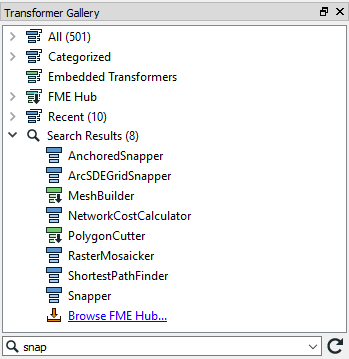 Transformer Gallery
All (501)
Categorized
Embedded Transformers
FME Hub
Recent (10)
Search Results (8)
AnchoredSnapper
ArcSDEGridSnapper
MeshBuilder
NetworkCostCalculator
PolygonCutter
RasterMosaicker
ShortestPathFinder
Snapper
Browse FME Hub...
snap